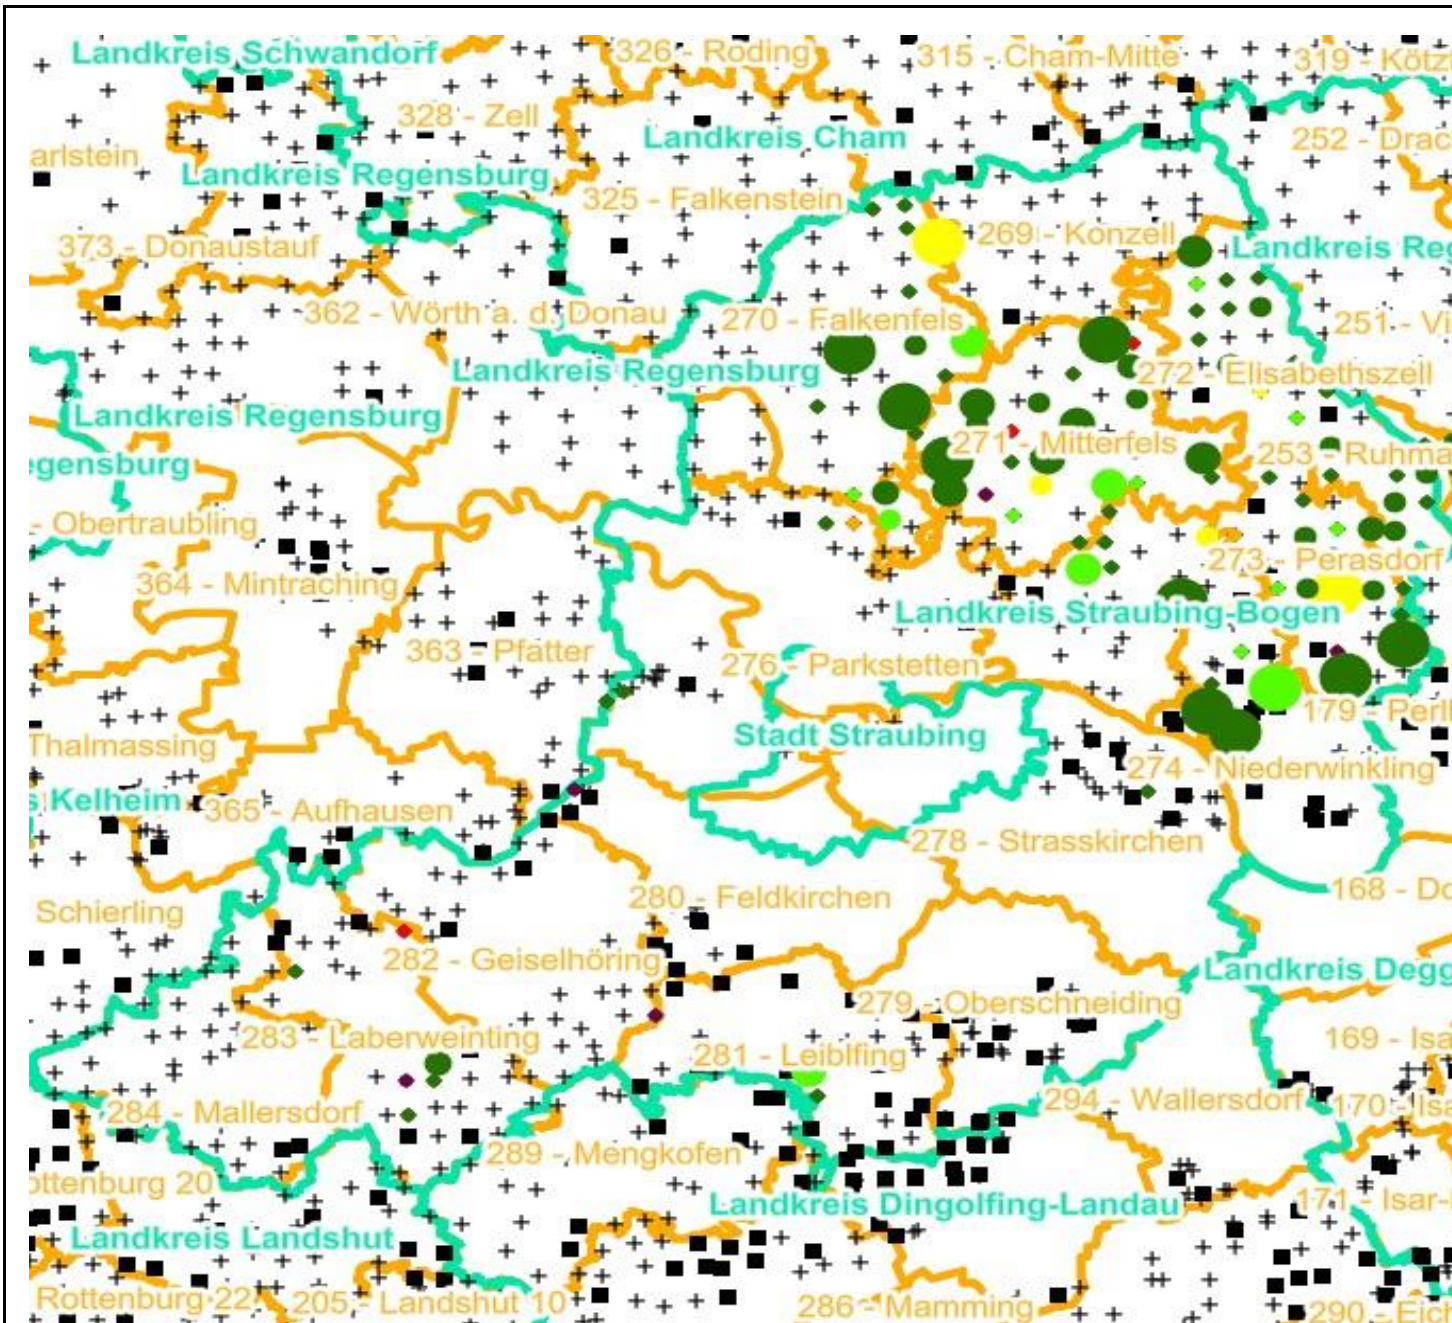 Landkreis Schwandorf
326 - Roding
315 - Cham-Mitte
319 - Kötz
328 - Zell
Landkreis Cham
252 - Drac
arlstein
Landkreis Regensburg
325 - Falkenstein
373 - Donaustauf
269 - Konzell
Landkreis Reg
362 - Wörth a. d. Donau
270 - Falkenfels
251 - V
Landkreis Regensburg
272 - Elisabethszell
Landkreis Regensburg
271 - Mitterfels
253 - Ruhma
egensburg
- Obertraubling
273 - Perasdorf
364 - Mintraching
Landkreis Straubing-Bogen
363 - Pfatter
276 - Parkstetten
179 - Perl
Thalmassing
Stadt Straubing
274 - Niederwinkling
s Kelheim
365 - Aufhausen
278 - Strasskirchen
280 - Feldkirchen
168 - Do
Schierling
282 - Geiselhöring
Landkreis Degg
279 - Oberschneiding
283 - Laberweinting
281 - Leiblfing
169 - Isa
284 - Mallersdorf
294 - Wallersdorf
170 - Isa
289 - Mengkofen
ottenburg 20
Landkreis Dingolfing-Landau
171 - Isar-
Landkreis Landshut
Rottenburg 22
205 - Landshut 10
286 - Mamming
290 - Eich